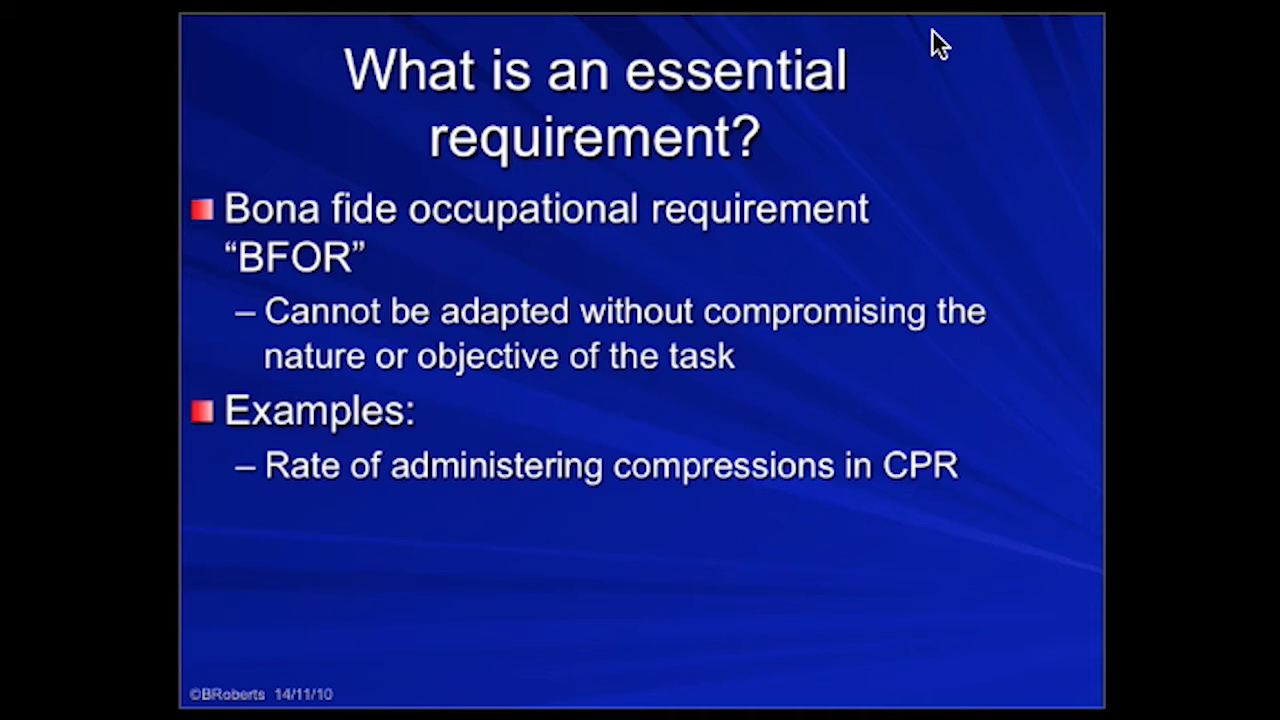 What is an essential
requirement?
Bona fide occupational requirement
“BFOR”
– Cannot be adapted without compromising the
nature or objective of the task
Examples:
– Rate of administering compressions in CPR
©BRoberts 14/11/10